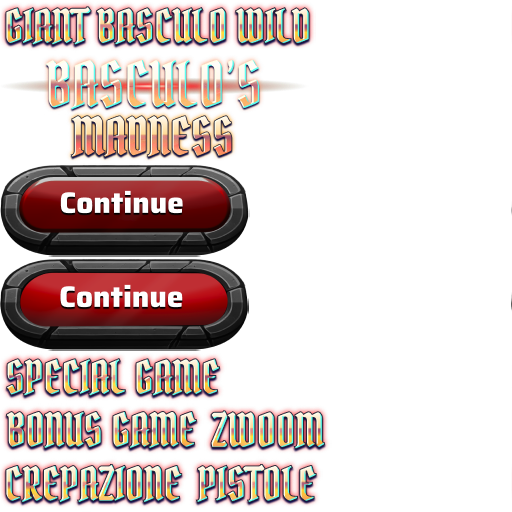 GIANT BASCULO WILD
BASCULO'S
MADNESS
Continue
Continue
SPECIAL GAME
BONUS GAME ZWOOM
CREPAZIONE PISTOLE